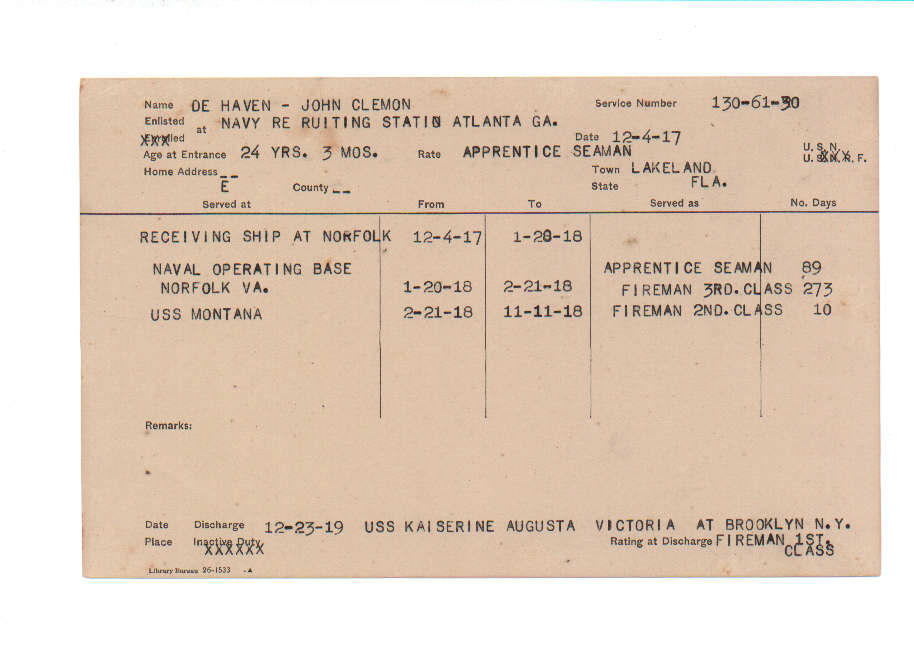 Name DE HAVEN - JOHN CLEMON Service Number 130-61-30
Enlisted
Enrolled at NAVY RE RUITING STATIO ATLANTA GA. Date 12-4-17
Age at Entrance 24 YRS. 3 MOS. Rate APPRENTICE SEAMAN U. S. N.
U. S. N. R. F.
Home Address -- Town LAKELAND
E County -- State FLA.
Served at From To Served as No. Days
RECEIVING SHIP AT NORFOLK 12-4-17 1-20-18
NAVAL OPERATING BASE APPRENTICE SEAMAN 89
NORFOLK VA. 1-20-18 2-21-18 FIREMAN 3RD. CLASS 273
USS MONTANA 2-21-18 11-11-18 FIREMAN 2ND. CLASS 10
Remarks:
Date Discharge 12-23-19 USS KAISERINE AUGUSTA VICTORIA AT BROOKLYN N.Y.
Place Inactive Duty XXXXXX Rating at Discharge FIREMAN 1ST.
CLASS
Library Bureau 26-1533 - A